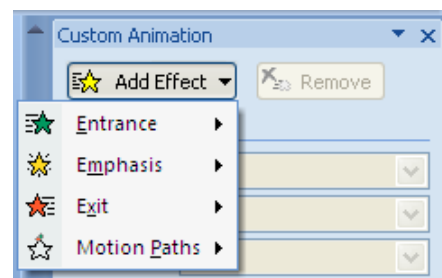 Custom Animation
Add Effect
Remove
Entrance
Emphasis
Exit
Motion Paths